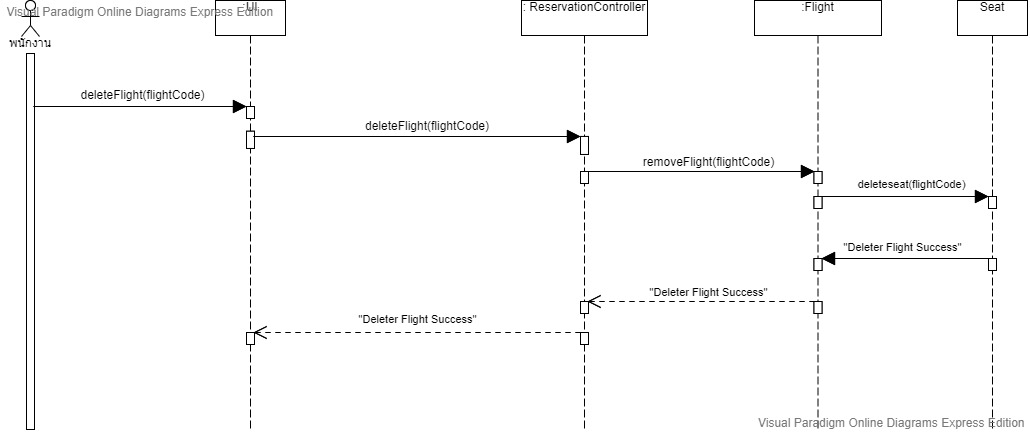 Visual Paradigm Online Diagrams Express Edition
:UI
: ReservationController
:Flight
Seat
พนักงาน
deleteFlight(flightCode)
deleteFlight(flightCode)
removeFlight(flightCode)
deleteseat(flightCode)
"Deleter Flight Success"
"Deleter Flight Success"
"Deleter Flight Success"
Visual Paradigm Online Diagrams Express Edition